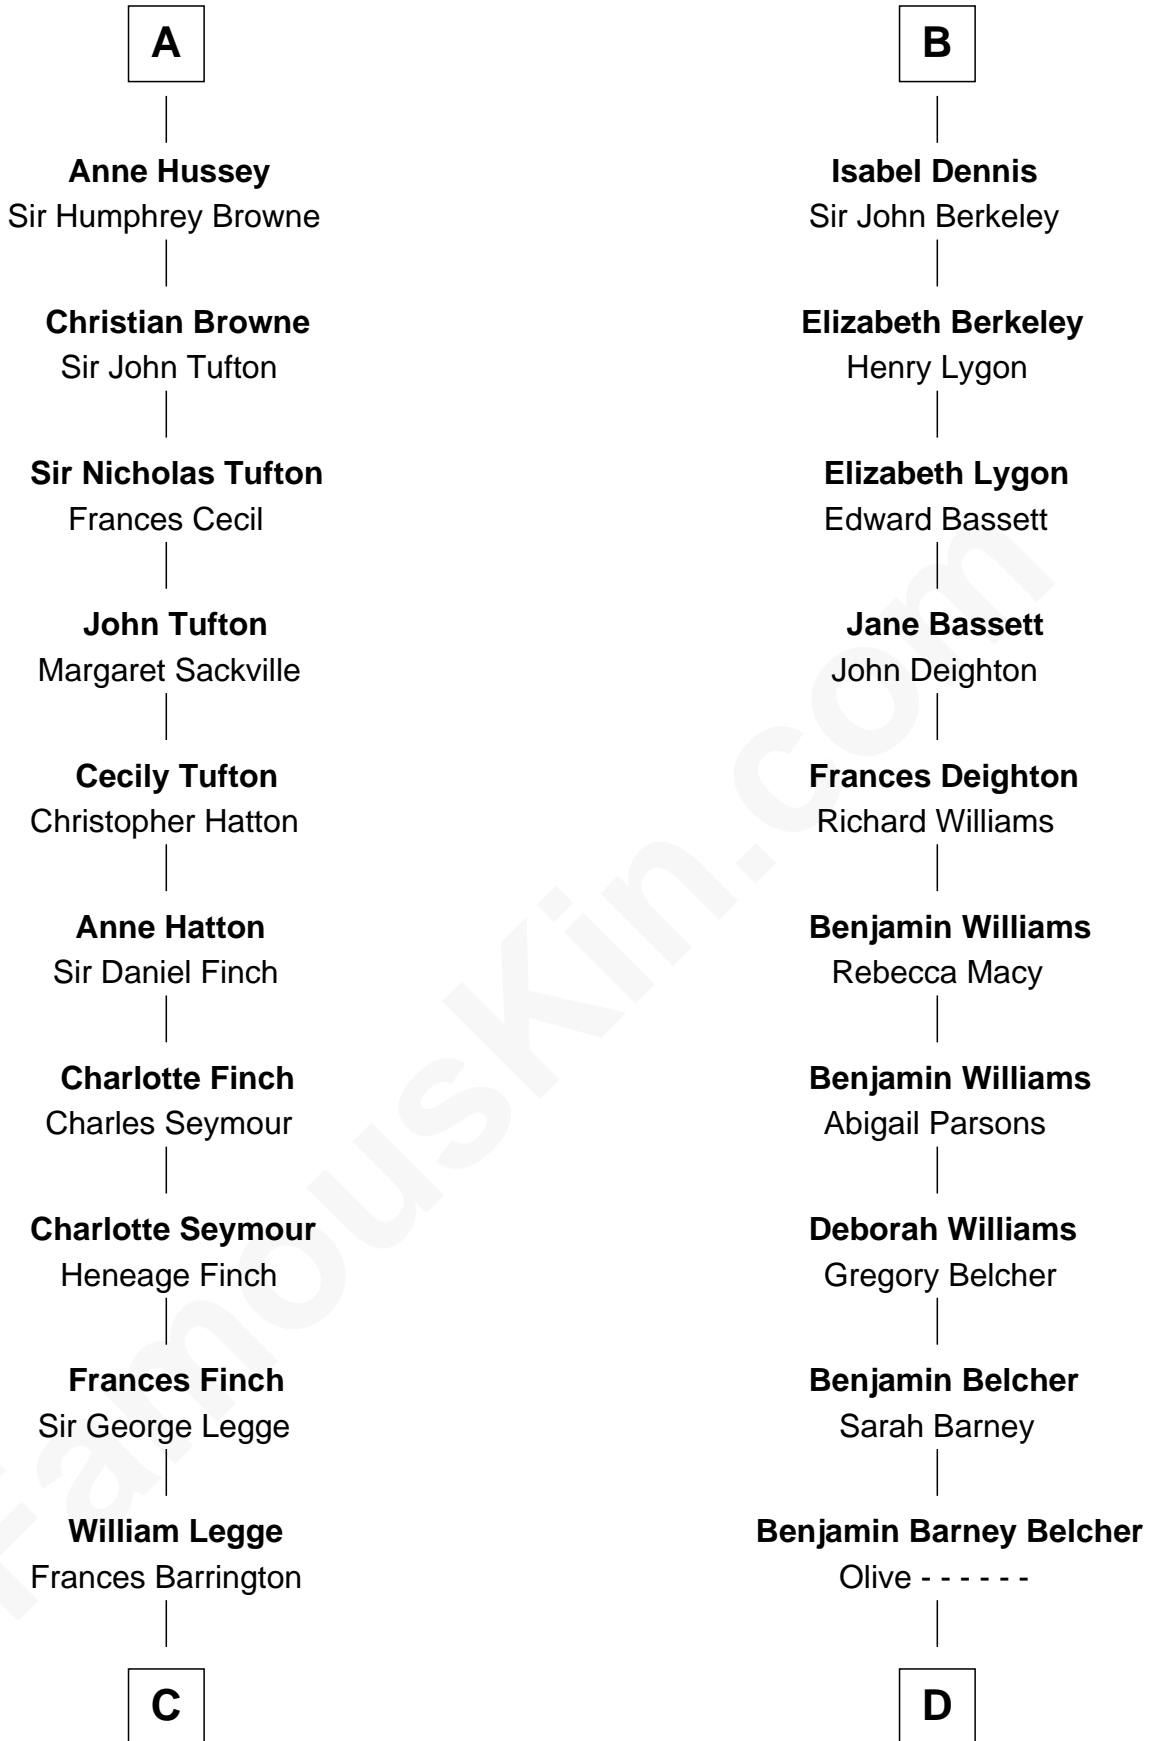 A
Anne Hussey
Sir Humphrey Browne
Christian Browne
Sir John Tufton
Sir Nicholas Tufton
Frances Cecil
John Tufton
Margaret Sackville
Cecily Tufton
Christopher Hatton
Anne Hatton
Sir Daniel Finch
Charlotte Finch
Charles Seymour
Charlotte Seymour
Heneage Finch
Frances Finch
Sir George Legge
William Legge
Frances Barrington
C
B
Isabel Dennis
Sir John Berkeley
Elizabeth Berkeley
Henry Lygon
Elizabeth Lygon
Edward Bassett
Jane Bassett
John Deighton
Frances Deighton
Richard Williams
Benjamin Williams
Rebecca Macy
Benjamin Williams
Abigail Parsons
Deborah Williams
Gregory Belcher
Benjamin Belcher
Sarah Barney
Benjamin Barney Belcher
Olive - - - - - -
D
FamousKin.com